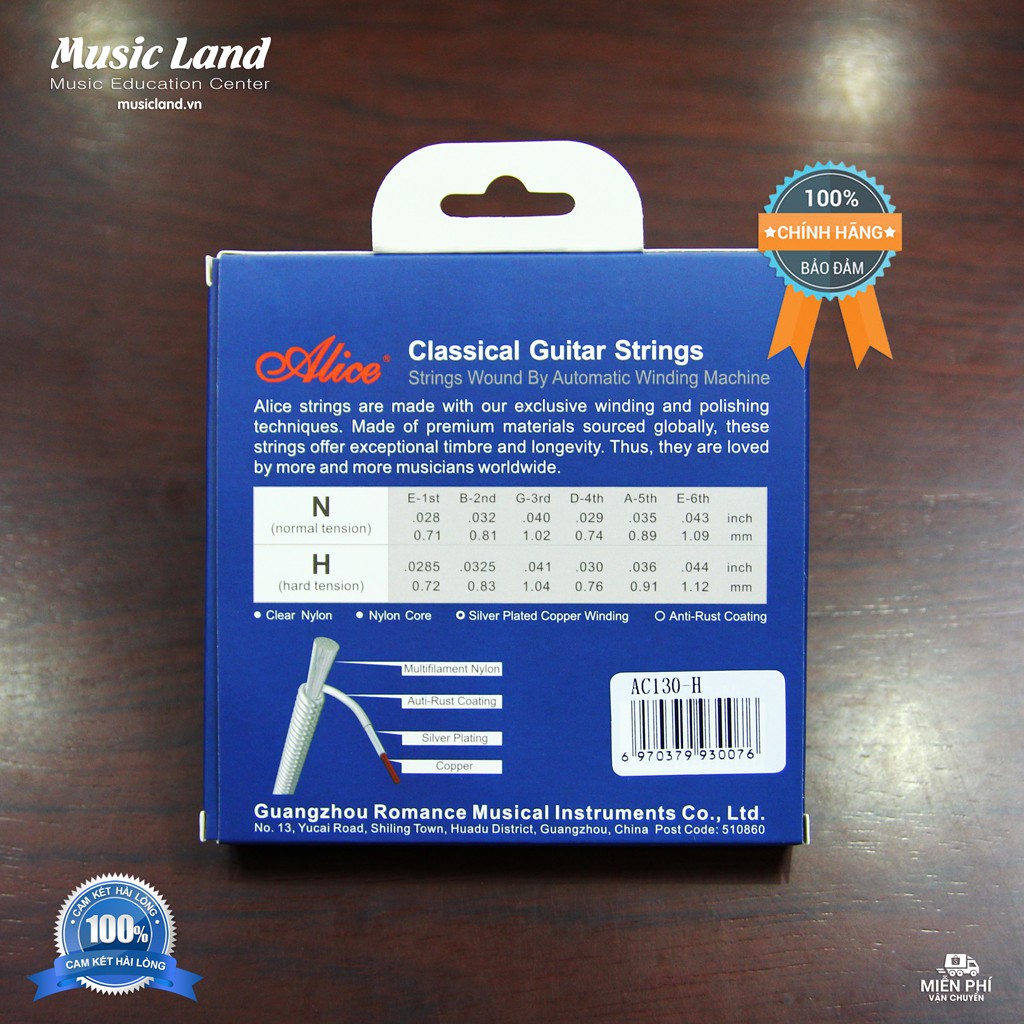 Music Land
Music Education Center
musicland.vn
100%
CHÍNH HÃNG
BẢO ĐẢM
Alice® Classical Guitar Strings
Strings Wound By Automatic Winding Machine
Alice strings are made with our exclusive winding and polishing
techniques. Made of premium materials sourced globally, these
strings offer exceptional timbre and longevity. Thus, they are loved
by more and more musicians worldwide.
E-1st B-2nd G-3rd D-4th A-5th E-6th
N .028 .032 .040 .029 .035 .043 inch
(normal tension) 0.71 0.81 1.02 0.74 0.89 1.09 mm
H .0285 .0325 .041 .030 .036 .044 inch
(hard tension) 0.72 0.83 1.04 0.76 0.91 1.12 mm
Clear Nylon Nylon Core Silver Plated Copper Winding Anti-Rust Coating
Multifilament Nylon
Auti-Rust Coating
Silver Plating
Copper
AC130-H
6 970379 930076
Guangzhou Romance Musical Instruments Co., Ltd.
No. 13, Yucai Road, Shiling Town, Huadu District, Guangzhou, China Post Code: 510860
CAM KẾT HÀI LÒNG
100%
CAM KẾT HÀI LÒNG
MIỄN PHÍ
VẬN CHUYỂN